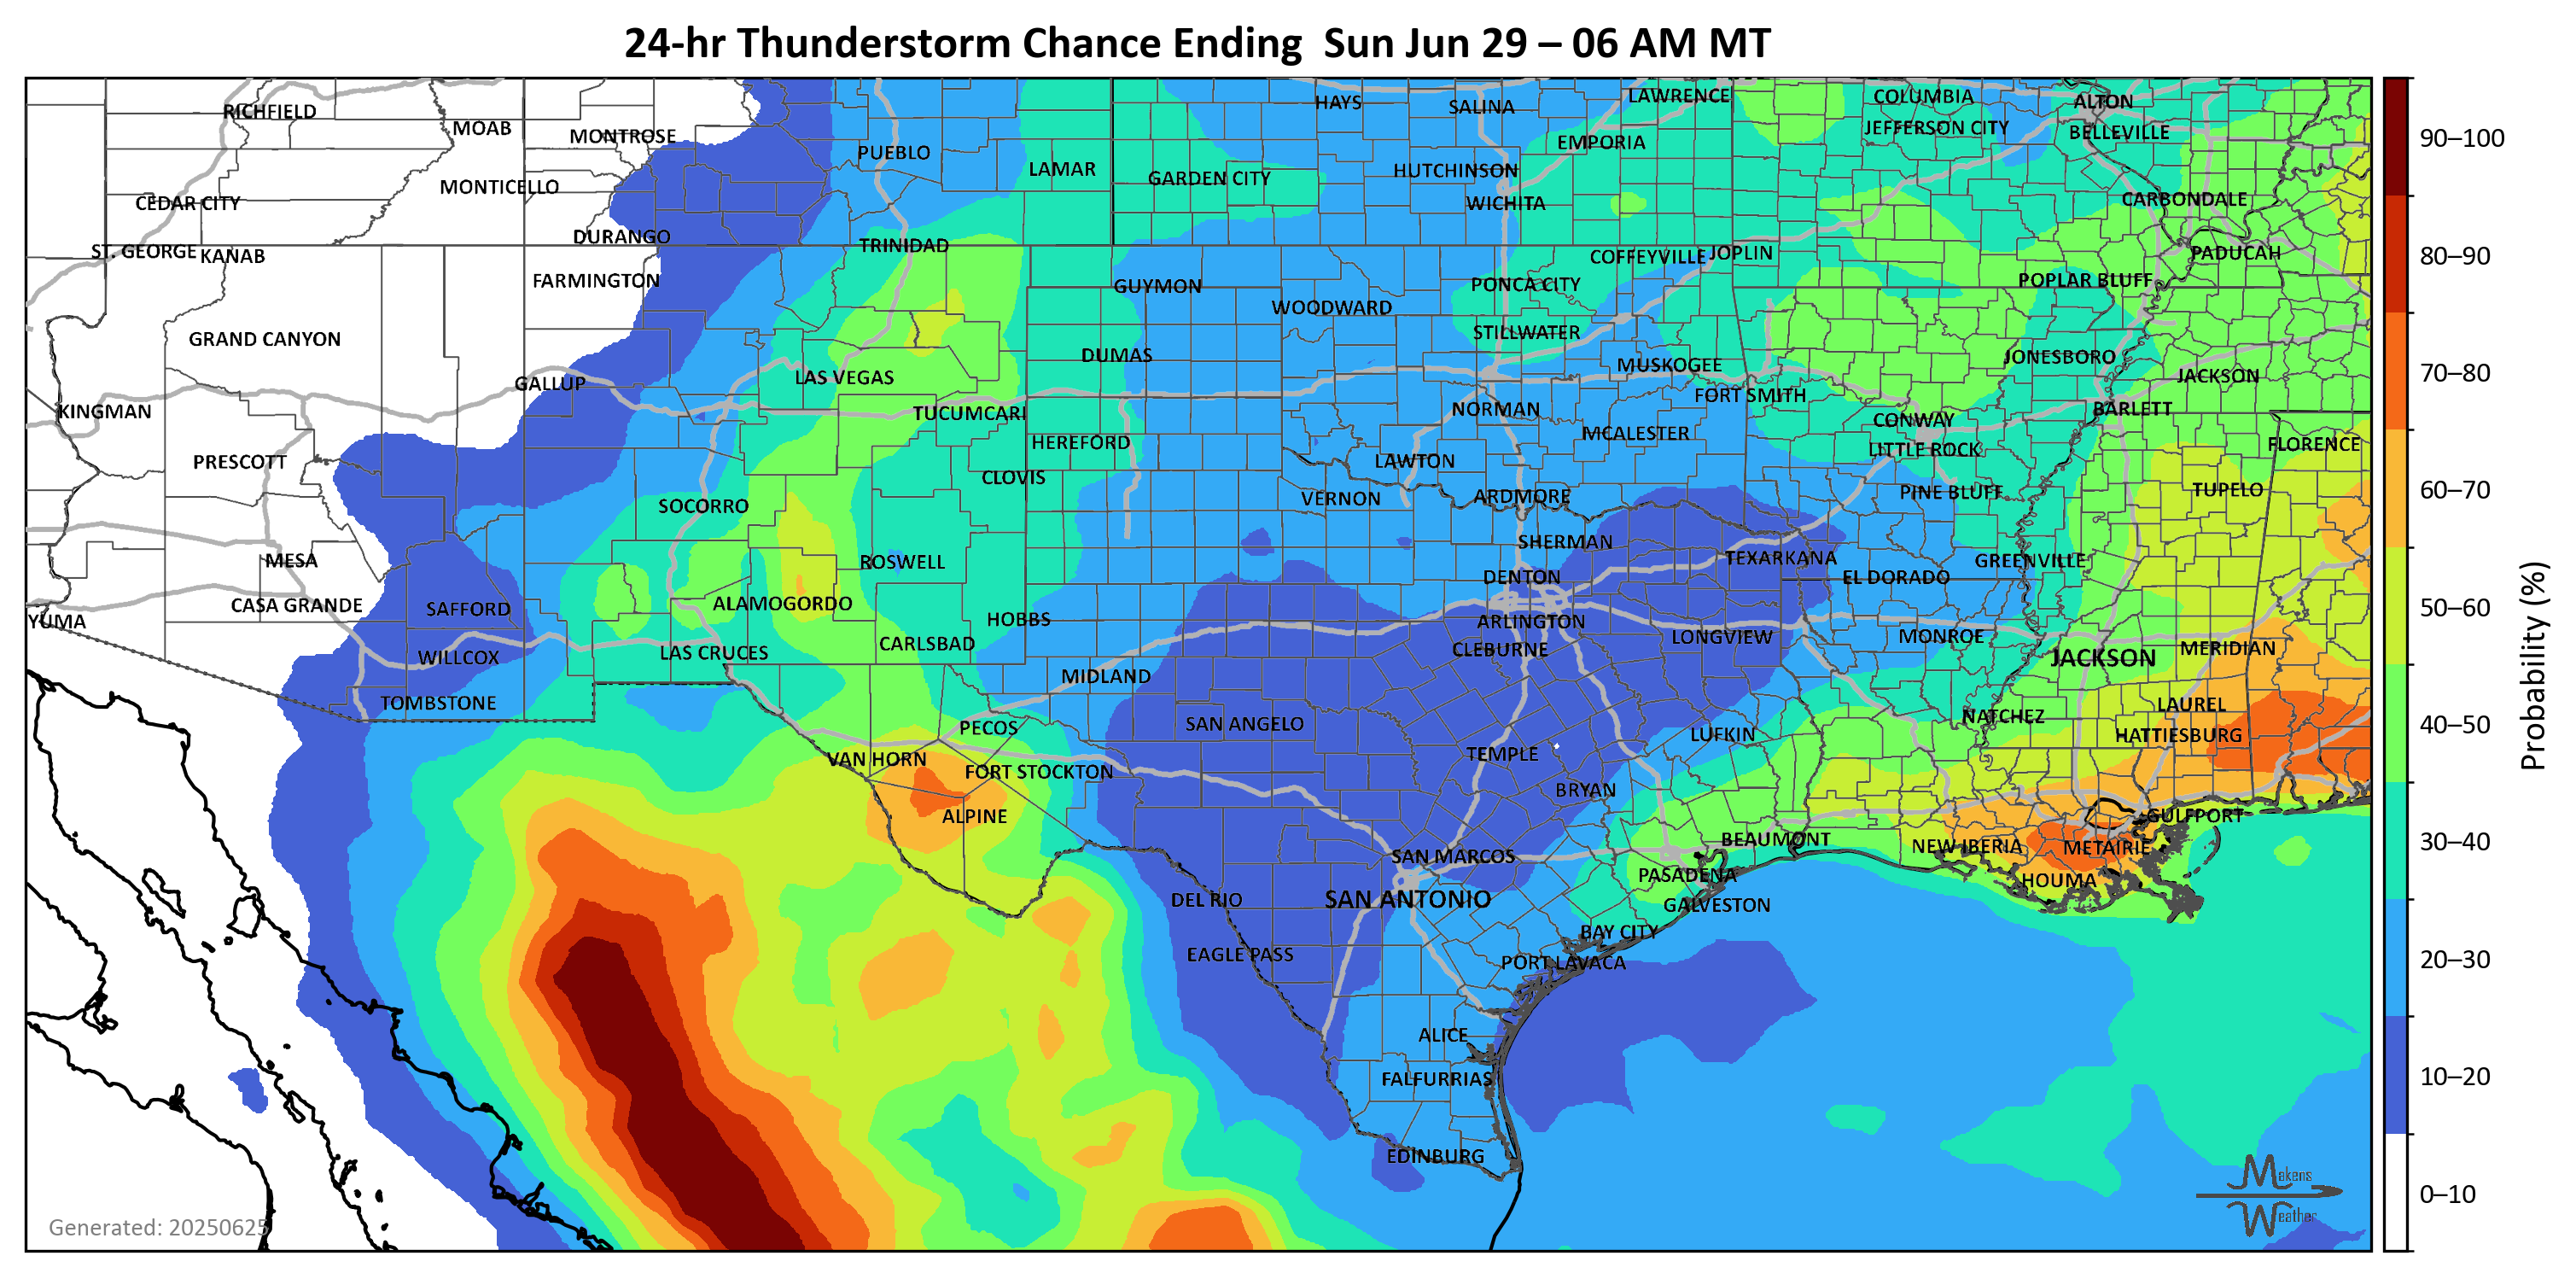 24-hr Thunderstorm Chance Ending  Sun Jun 29 – 06 AM MT
RICHFIELD
MOAB
MONTROSE
PUEBLO
LAMAR
GARDEN CITY
HAYS
SALINA
LAWRENCE
COLUMBIA
ALTON
JEFFERSON CITY
BELLEVILLE
EMPORIA
HUTCHINSON
WICHITA
CARBONDALE
MONTICELLO
CEDAR CITY
DURANGO
TRINIDAD
ST. GEORGE
KANAB
COFFEYVILLE
JOPLIN
PADUCAH
FARMINGTON
GUYMON
WOODWARD
PONCA CITY
POPLAR BLUFF
GRAND CANYON
STILLWATER
DUMAS
MUSKOGEE
JONESBORO
JACKSON
LAS VEGAS
GALLUP
FORT SMITH
KINGMAN
TUCUMCARI
NORMAN
BARLETT
CONWAY
HEREFORD
MCALESTER
LITTLE ROCK
FLORENCE
PRESCOTT
CLOVIS
LAWTON
PINE BLUFF
TUPELO
SOCORRO
VERNON
ARDMORE
SHERMAN
TEXARKANA
GREENVILLE
MESA
ROSWELL
DENTON
EL DORADO
CASA GRANDE
SAFFORD
ALAMOGORDO
YUMA
HOBBS
ARLINGTON
LONGVIEW
MONROE
CARLSBAD
CLEBURNE
MERIDIAN
WILLCOX
LAS CRUCES
JACKSON
MIDLAND
TOMBSTONE
LAUREL
PECOS
SAN ANGELO
NATCHEZ
LUFKIN
HATTIESBURG
VAN HORN
TEMPLE
FORT STOCKTON
BRYAN
ALPINE
GULFPORT
BEAUMONT
NEW IBERIA
METAIRIE
SAN MARCOS
PASADENA
HOUMA
DEL RIO
SAN ANTONIO
GALVESTON
BAY CITY
EAGLE PASS
PORT LAVACA
ALICE
FALFURRIAS
EDINBURG
Generated: 20250625
Makens
Weather
90–100
80–90
70–80
60–70
50–60
40–50
30–40
20–30
10–20
0–10
Probability (%)